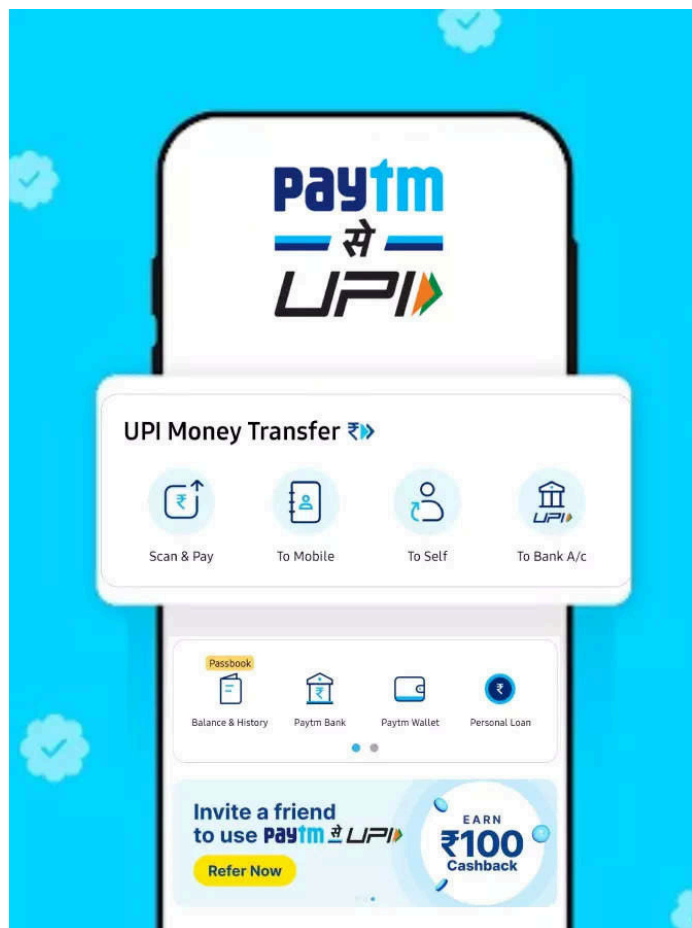 paytm
से
UPI
UPI Money Transfer ₹
₹
Scan & Pay
To Mobile
To Self
UPI
To Bank A/c
Passbook
Balance & History
₹
Paytm Bank
Paytm Wallet
₹
Personal Loan
Invite a friend
to use paytm से UPI
Refer Now
EARN
₹100
Cashback